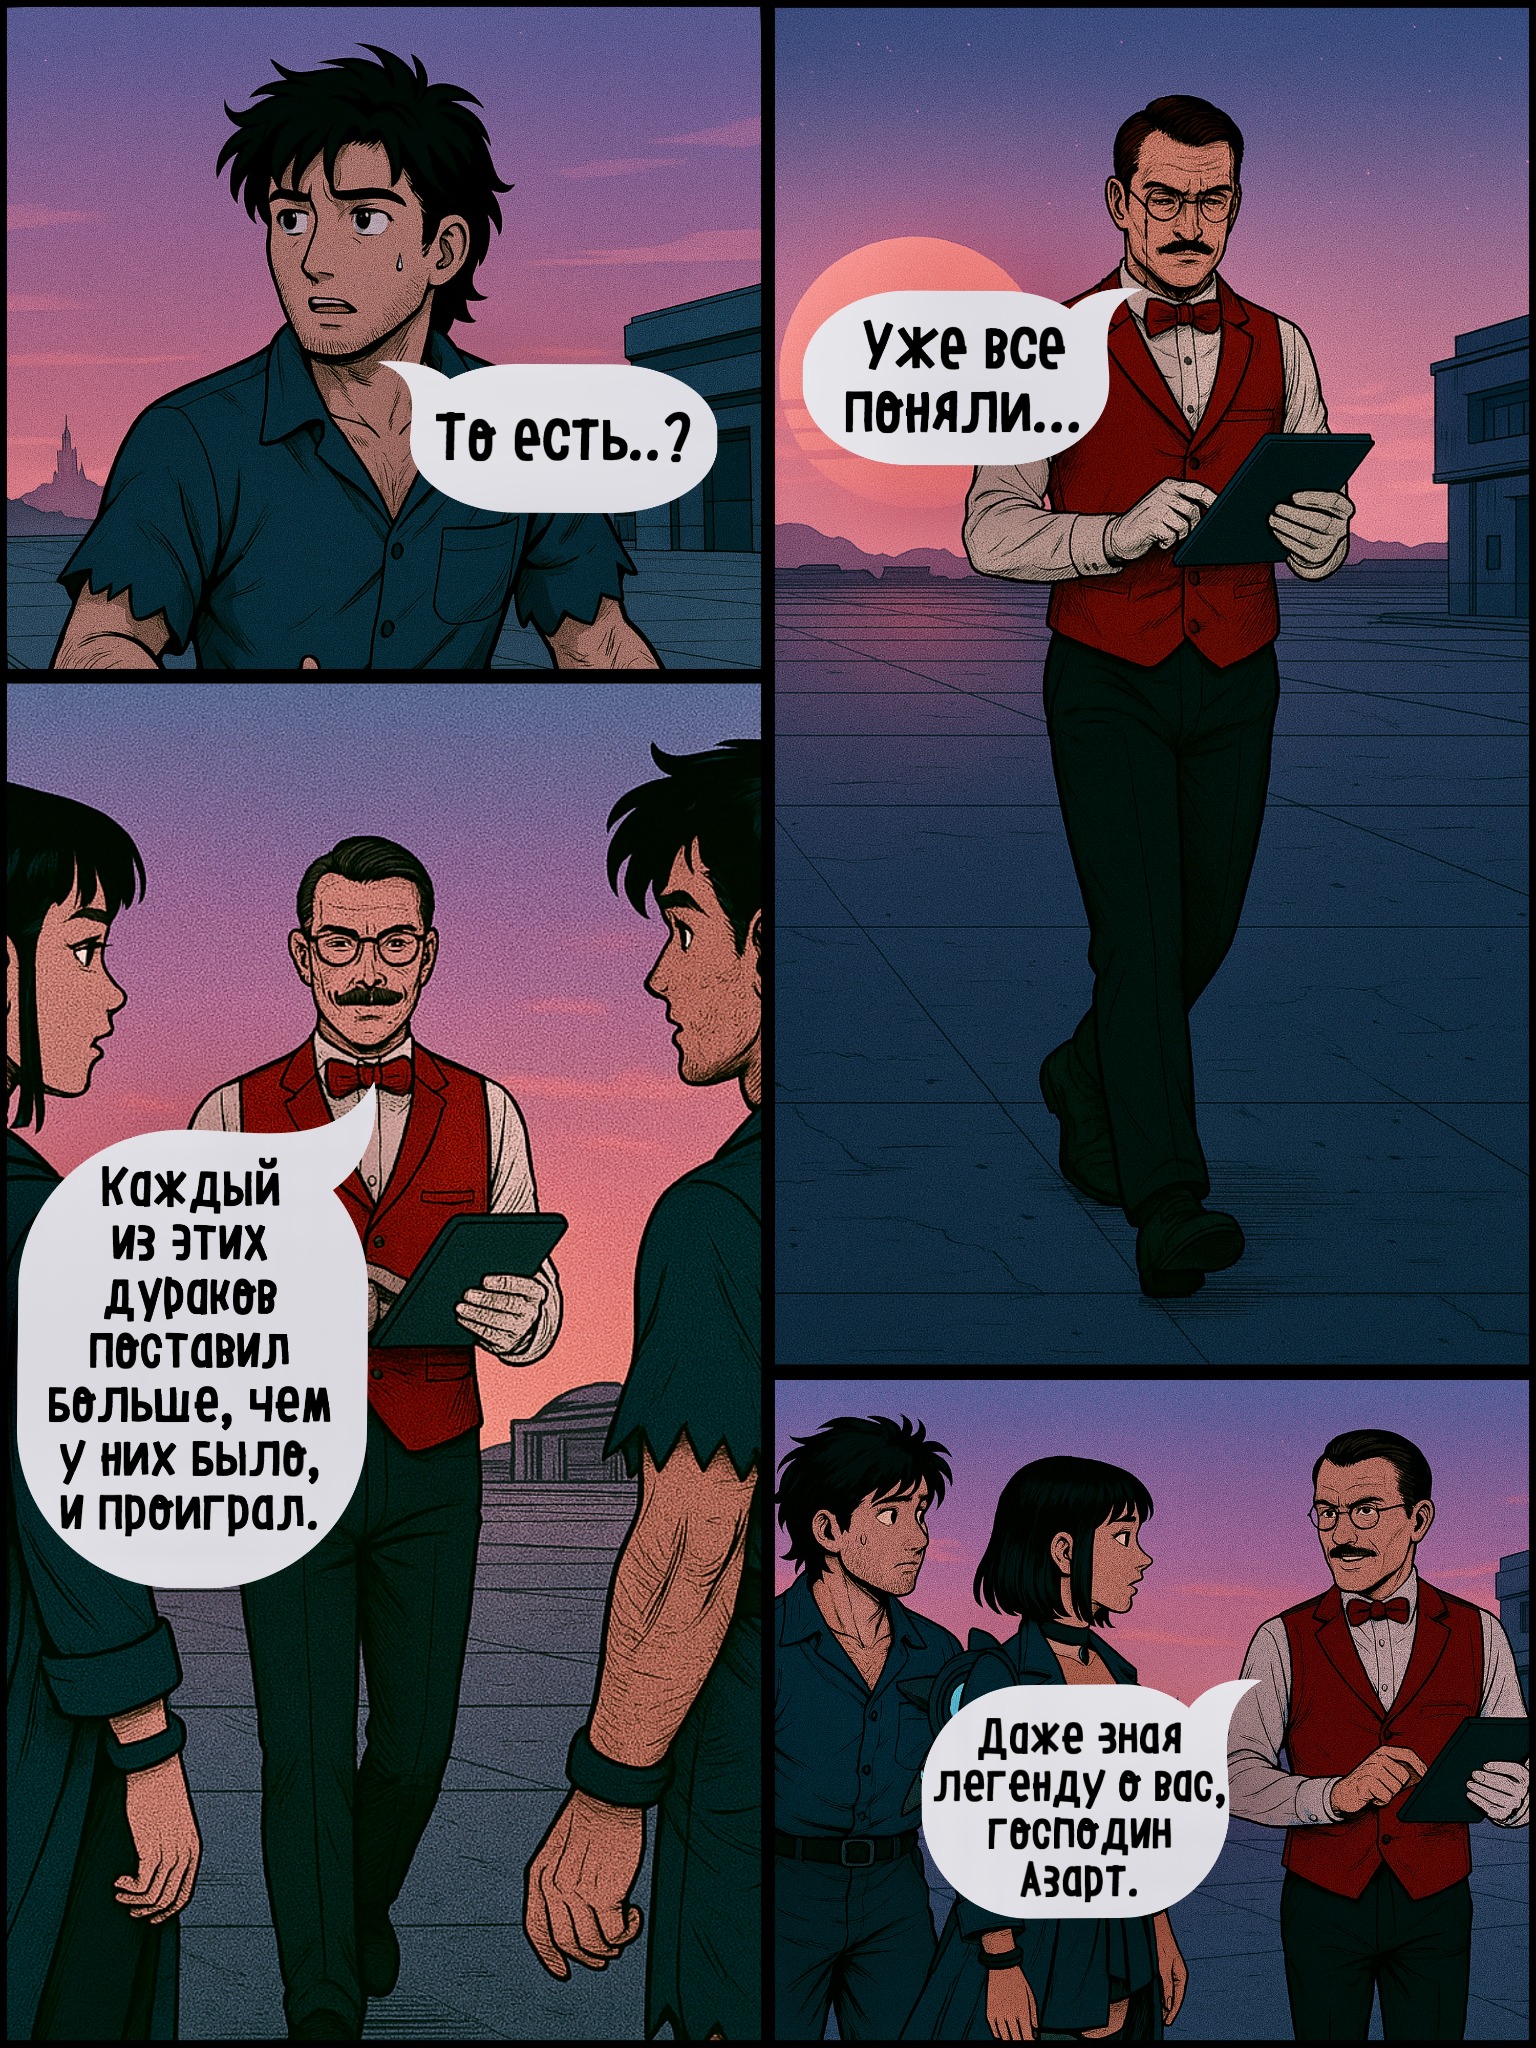 То есть..?
Уже все
поняли...
Каждый
из этих
дураков
поставил
больше, чем
у них было,
и проиграл.
Даже зная
легенду о вас,
господин
Азарт.